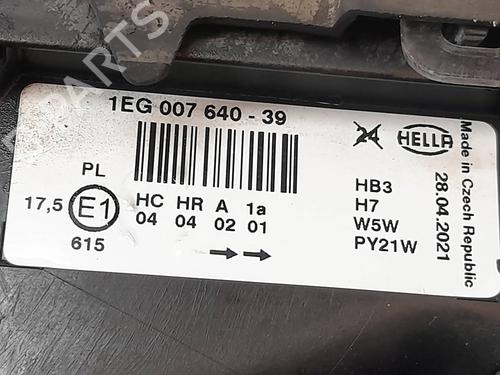 1EG 007 640 - 39
24
HELLA
PL
17,5
E1
615
HC HR A 1a
04 04 02 01
HB3
H7
W5W
PY21W
28.04.2021
Made in Czech Republic